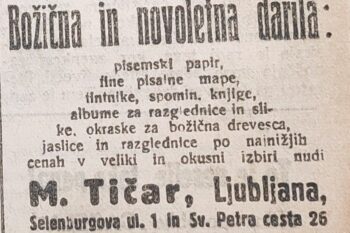 Božična in novoletna darila:
pisemski papir,
fine pisalne mape,
tintnike, spomin. knjige,
albume za razglednice in sli-
ke, okraske za božična drevesca,
jaslice in razglednice po najnižjih
cenah v veliki in okusni izbiri nudi
M. Tičar, Ljubljana,
Selenburgova ul. 1 in Sv. Petra cesta 26